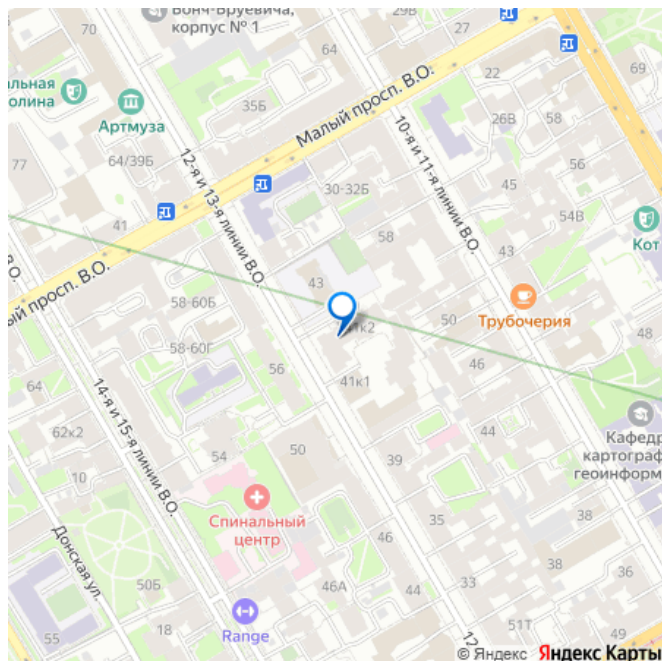 Бонч-Бруевича,
корпус № 1
70
64
29В
27
22
69
альная
олина
Артмуза
35Б
Малый просп. В.О.
26В
58
56
77
64/39Б
12-я и 13-я линии В.О.
10-я и 11-я линии В.О.
30-32Б
45
54В
41
58
43
Кот
В.О.
ый просп. В.О.
43
58-60Б
Трубочерия
50
48
41к2
58-60Г
46
64
56
41к1
14-я и 15-я линии В.О.
62к2
44
Кафедр
картограф
геоинформ
54
50
39
10
Спинальный
центр
35
38
Донская ул.
46
44
50Б
46А
33
36
38
55
18
Range
12
51Т
49
© Яндекс Яндекс Карты